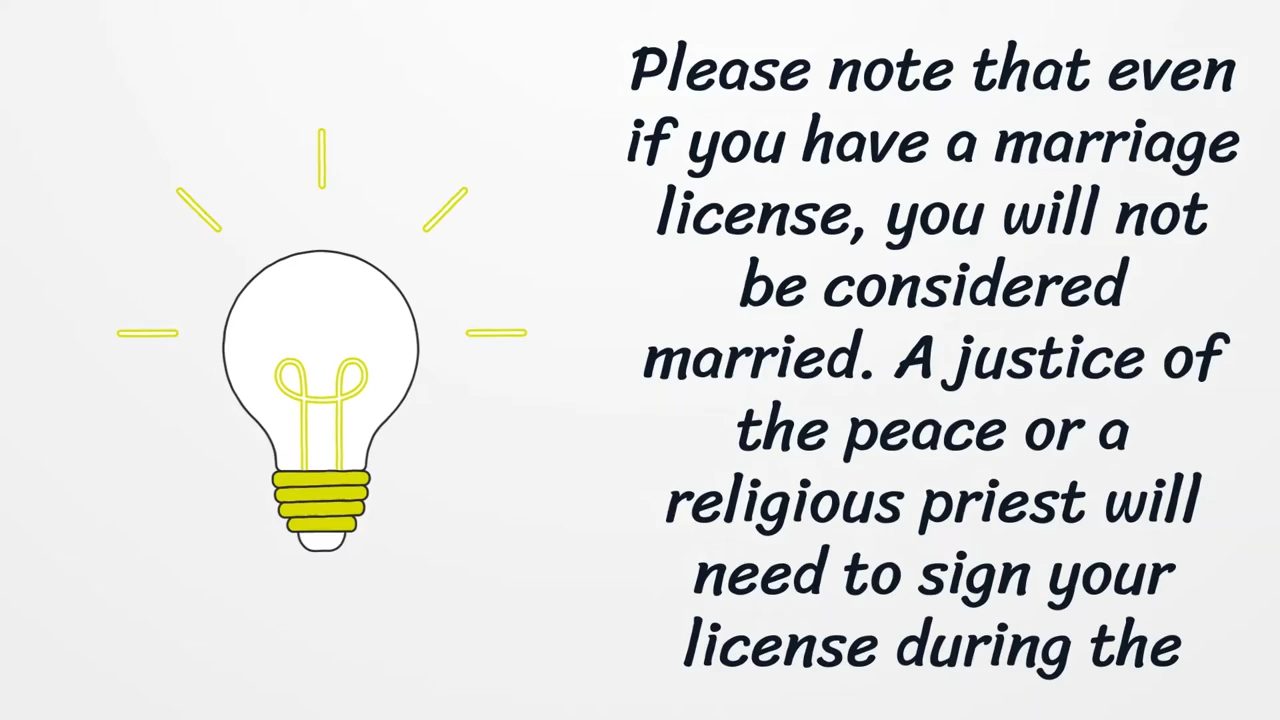 Please note that even
if you have a marriage
license, you will not
be considered
married. A justice of
the peace or a
religious priest will
need to sign your
license during the